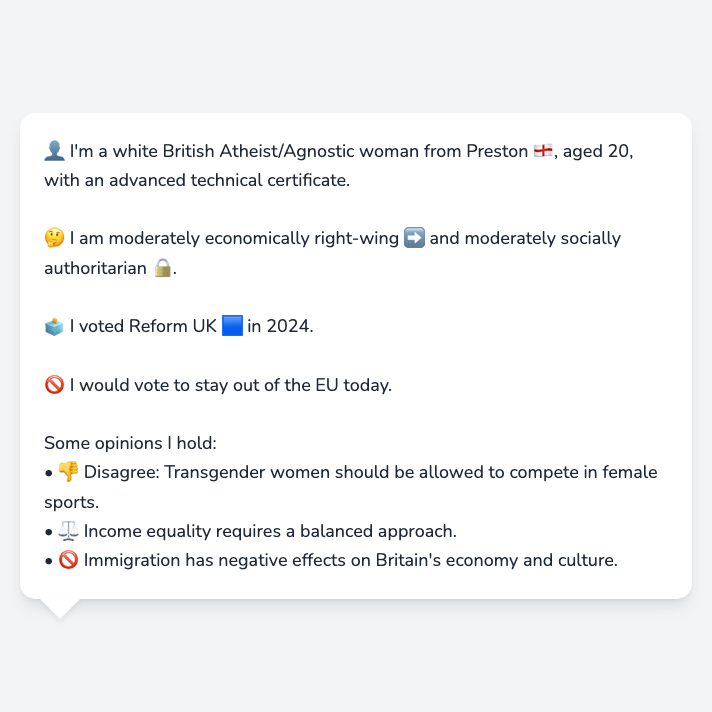 👤 I'm a white British Atheist/Agnostic woman from Preston 🏴󠁧󠁢󠁥󠁮󠁧󠁿, aged 20,
with an advanced technical certificate.
🤔 I am moderately economically right-wing ➡️ and moderately socially
authoritarian 🔒.
🗳️ I voted Reform UK 🟦 in 2024.
🚫 I would vote to stay out of the EU today.
Some opinions I hold:
• 👎 Disagree: Transgender women should be allowed to compete in female
sports.
• ⚖️ Income equality requires a balanced approach.
• 🚫 Immigration has negative effects on Britain's economy and culture.